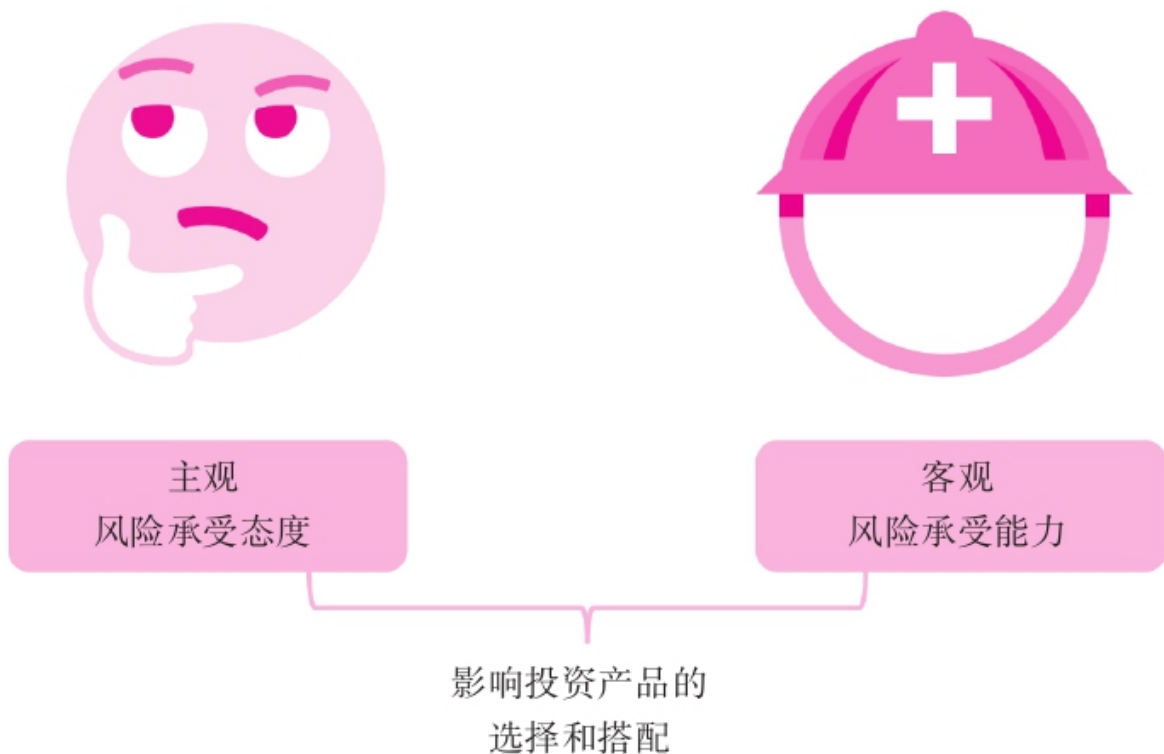 主观
风险承受态度
客观
风险承受能力
影响投资产品的
选择和搭配